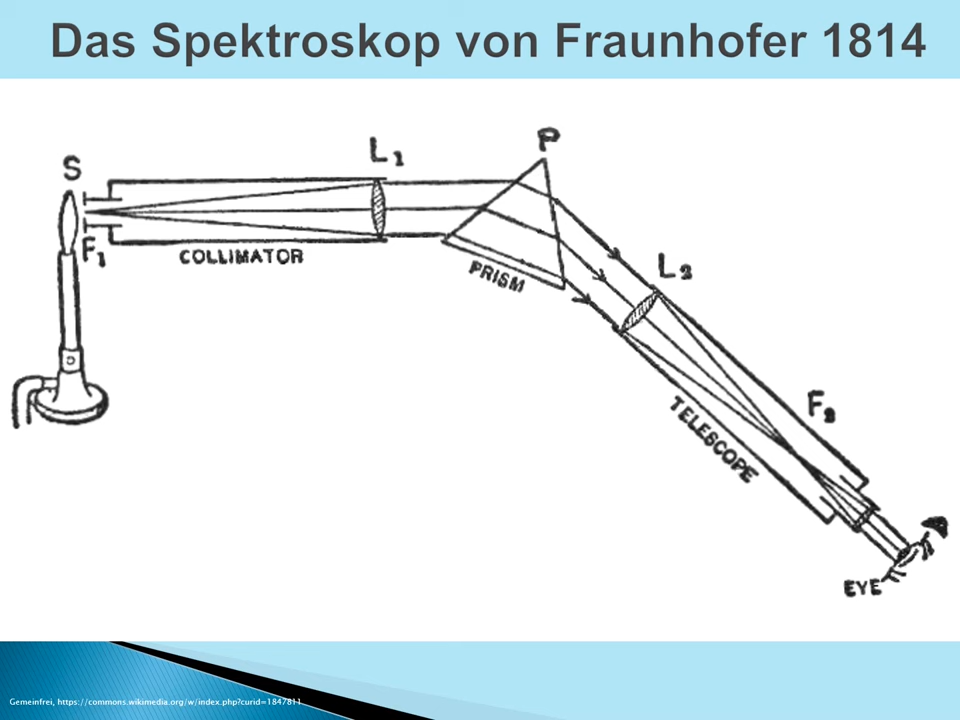 Das Spektroskop von Fraunhofer 1814
S
L₁
P
F₁
COLLIMATOR
PRISM
L₂
F₂
TELESCOPE
EYE
Gemeinfrei, https://commons.wikimedia.org/w/index.php?curid=1847811